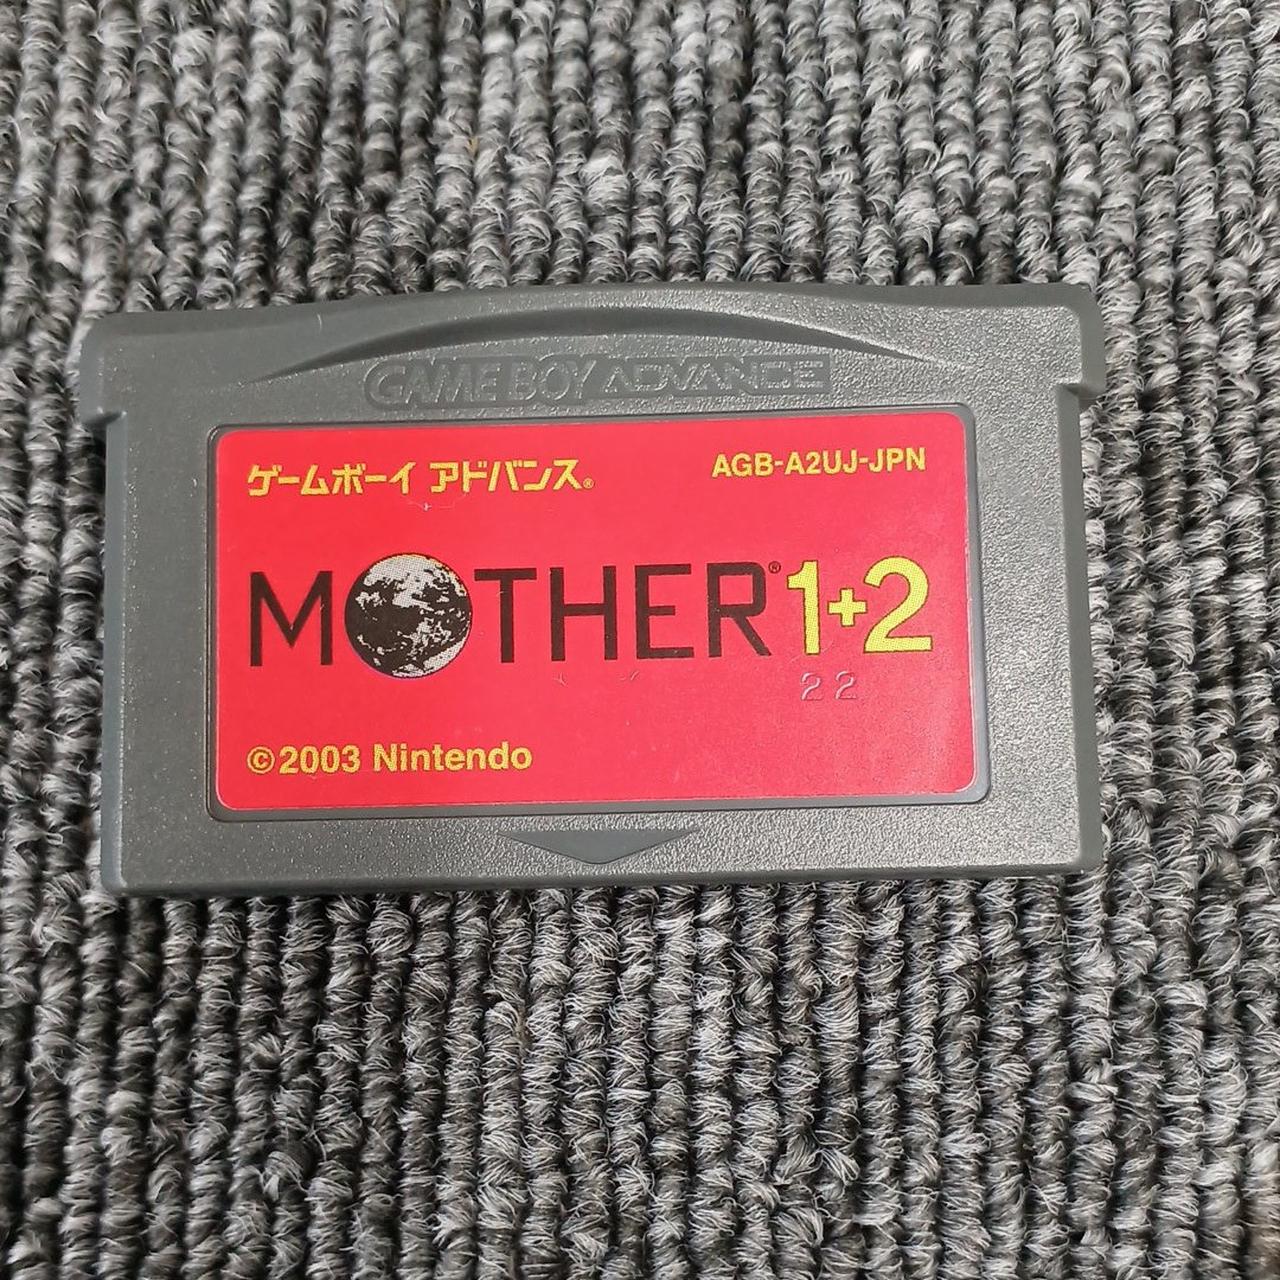 GAME BOY ADVANCE
ゲームボーイ アドバンス®
AGB-A2UJ-JPN
MOTHER® 1+2
22
©2003 Nintendo